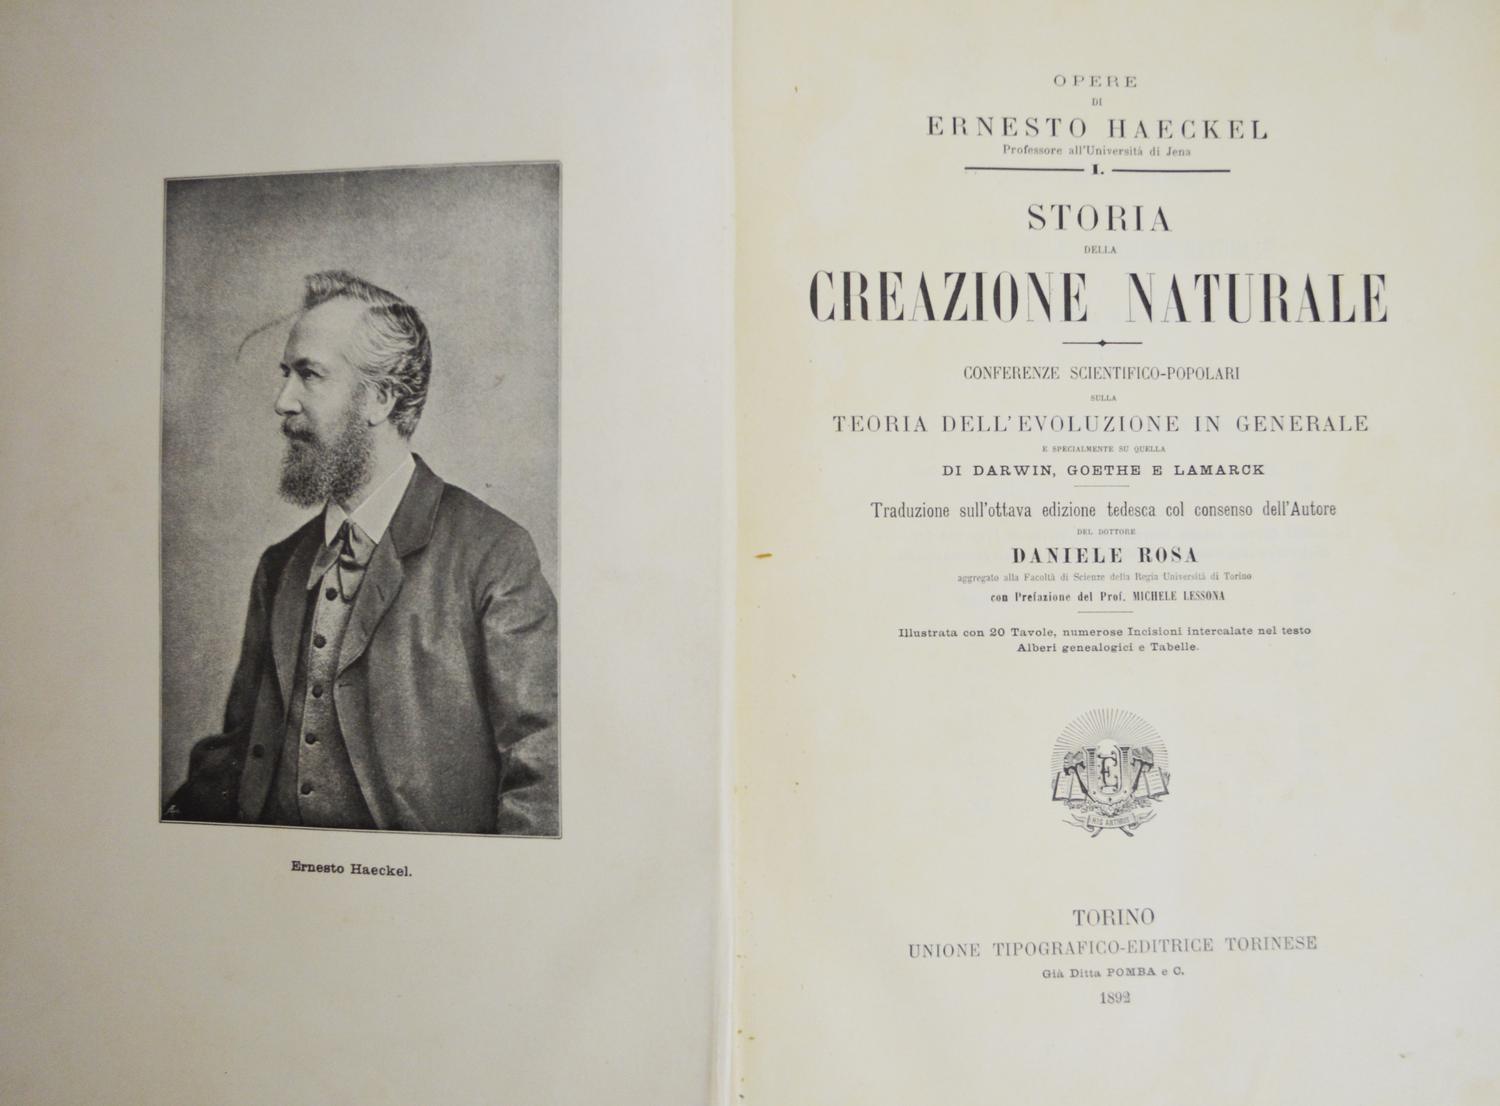 Ernesto Haeckel.
OPERE
DI
ERNESTO HAECKEL
Professore all'Università di Jena
I.
STORIA
DELLA
CREAZIONE NATURALE
CONFERENZE SCIENTIFICO-POPOLARI
SULLA
TEORIA DELL'EVOLUZIONE IN GENERALE
E SPECIALMENTE SU QUELLA
DI DARWIN, GOETHE E LAMARCK
Traduzione sull'ottava edizione tedesca col consenso dell'Autore
DEL DOTTORE
DANIELE ROSA
aggregato alla Facoltà di Scienze della Regia Università di Torino
con Prefazione del Prof. MICHELE LESSONA
Illustrata con 20 Tavole, numerose Incisioni intercalate nel testo
Alberi genealogici e Tabelle.
TORINO
UNIONE TIPOGRAFICO-EDITRICE TORINESE
Già Ditta POMBA e C.
1892